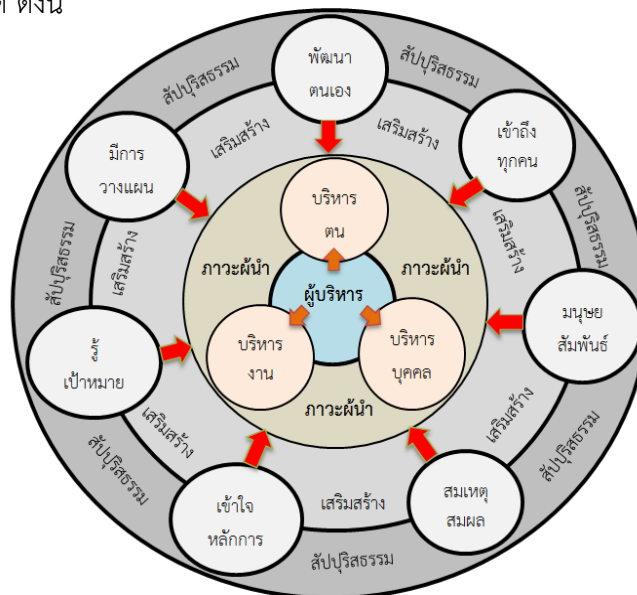 ดังนี้
สัปปุริสธรรม
สัปปุริสธรรม
สัปปุริสธรรม
สัปปุริสธรรม
สัปปุริสธรรม
สัปปุริสธรรม
สัปปุริสธรรม
พัฒนา
ตนเอง
เข้าถึง
ทุกคน
มนุษย
สัมพันธ์
สมเหตุ
สมผล
เข้าใจ
หลักการ
เป้าหมาย
มีการ
วางแผน
เสริมสร้าง
เสริมสร้าง
เสริมสร้าง
เสริมสร้าง
เสริมสร้าง
เสริมสร้าง
เสริมสร้าง
บริหาร
ตน
ภาวะผู้นำ
ภาวะผู้นำ
ผู้บริหาร
บริหาร
งาน
บริหาร
บุคคล
ภาวะผู้นำ